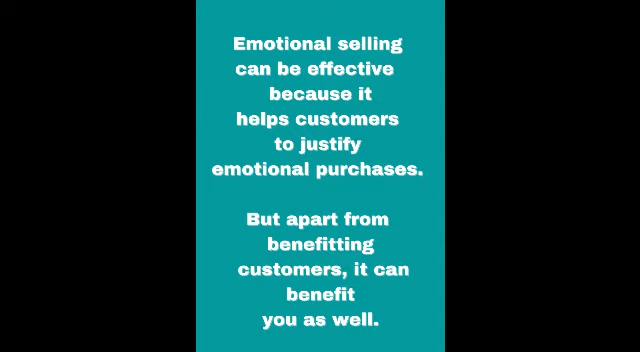 Emotional selling
can be effective
because it
helps customers
to justify
emotional purchases.
But apart from
benefitting
customers, it can
benefit
you as well.